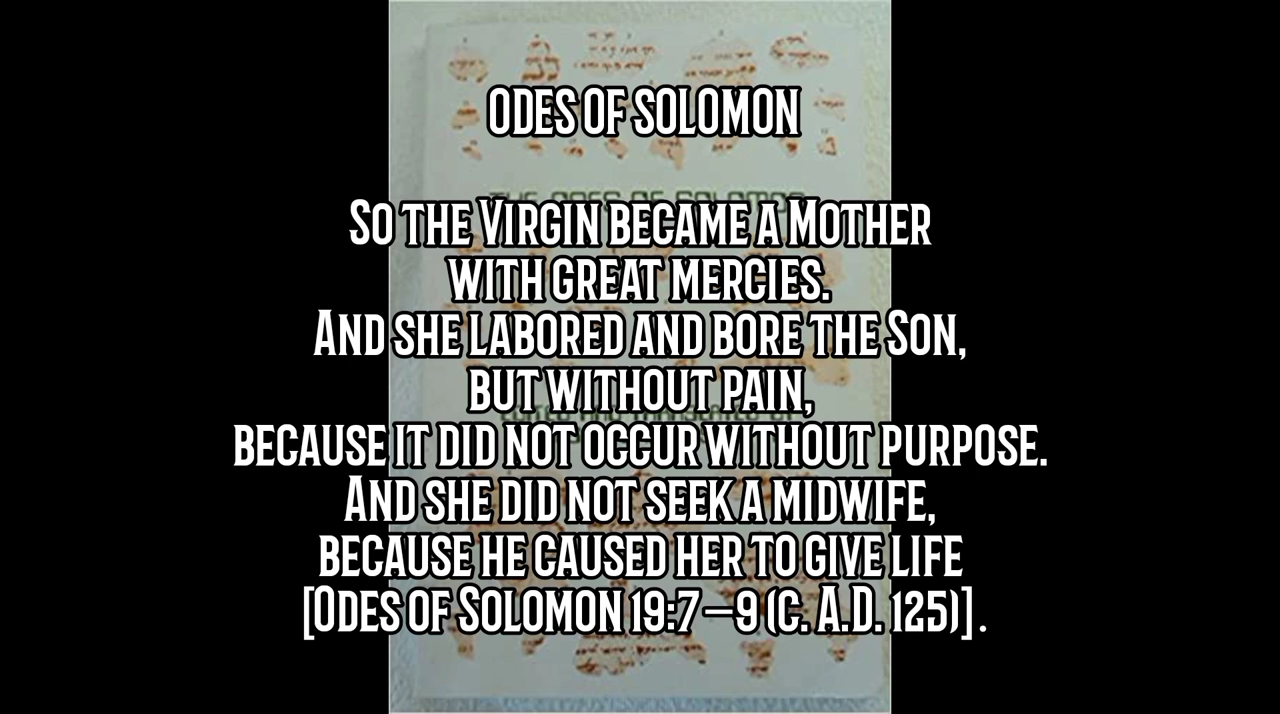 ODES OF SOLOMON
SO THE VIRGIN BECAME A MOTHER
WITH GREAT MERCIES.
AND SHE LABORED AND BORE THE SON,
BUT WITHOUT PAIN,
BECAUSE IT DID NOT OCCUR WITHOUT PURPOSE.
AND SHE DID NOT SEEK A MIDWIFE,
BECAUSE HE CAUSED HER TO GIVE LIFE
[ODES OF SOLOMON 19:7–9 (C. A.D. 125)].